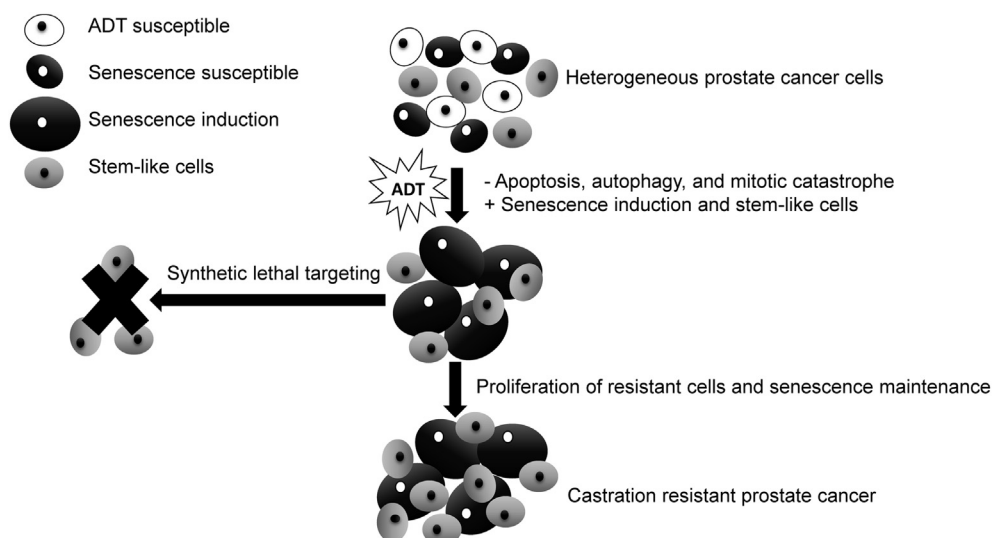 ADT susceptible
Senescence susceptible
Senescence induction
Stem-like cells
Heterogeneous prostate cancer cells
ADT
- Apoptosis, autophagy, and mitotic catastrophe
+ Senescence induction and stem-like cells
Synthetic lethal targeting
Proliferation of resistant cells and senescence maintenance
Castration resistant prostate cancer